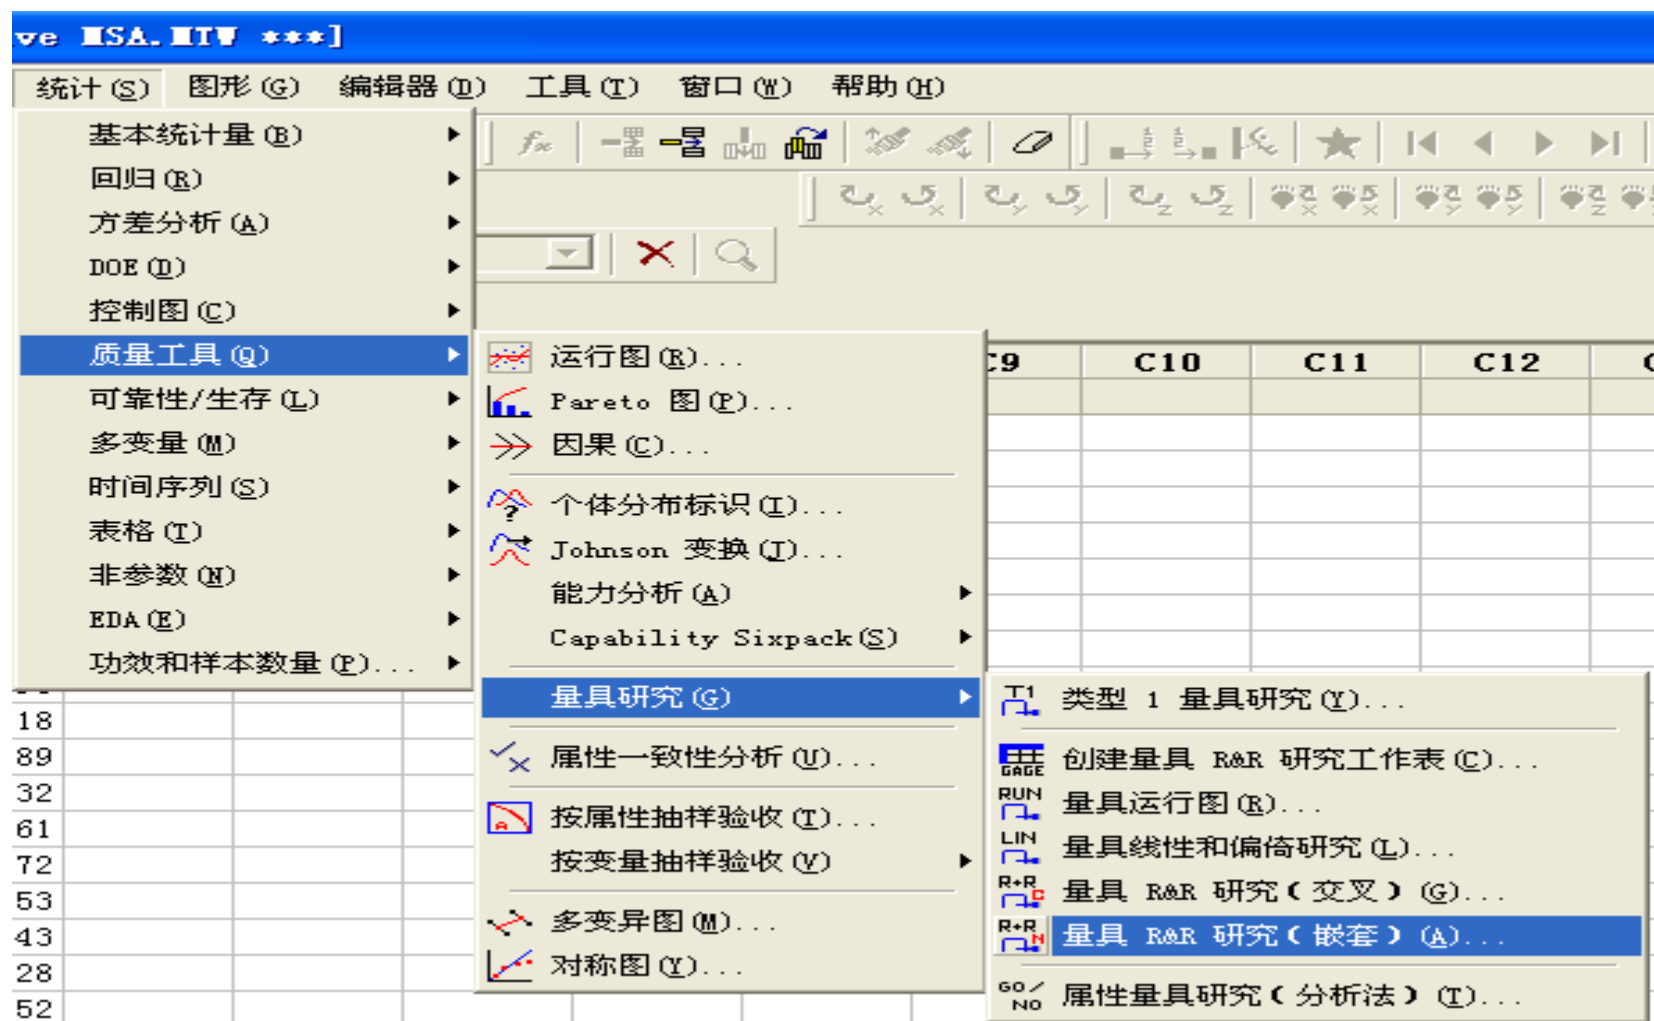 ve MSA.MTW ***]
统计(S) 图形(G) 编辑器(D) 工具(T) 窗口(W) 帮助(H)
基本统计量(B)
回归(R)
方差分析(A)
DOE(D)
控制图(C)
质量工具(Q)
可靠性/生存(L)
多变量(M)
时间序列(S)
表格(T)
非参数(N)
EDA(E)
功效和样本数量(P)...
运行图(R)...
Pareto 图(P)...
因果(C)...
个体分布标识(I)...
Johnson 变换(J)...
能力分析(A)
Capability Sixpack(S)
量具研究(G)
属性一致性分析(U)...
按属性抽样验收(T)...
按变量抽样验收(V)
多变异图(M)...
对称图(Y)...
T1 类型 1 量具研究(Y)...
GAGE 创建量具 R&R 研究工作表(C)...
RUN 量具运行图(R)...
LIN 量具线性和偏倚研究(L)...
R+R C 量具 R&R 研究(交叉)(G)...
R+R N 量具 R&R 研究(嵌套)(A)...
GO/NO 属性量具研究(分析法)(T)...
C9 C10 C11 C12
18
89
32
61
72
53
43
28
52